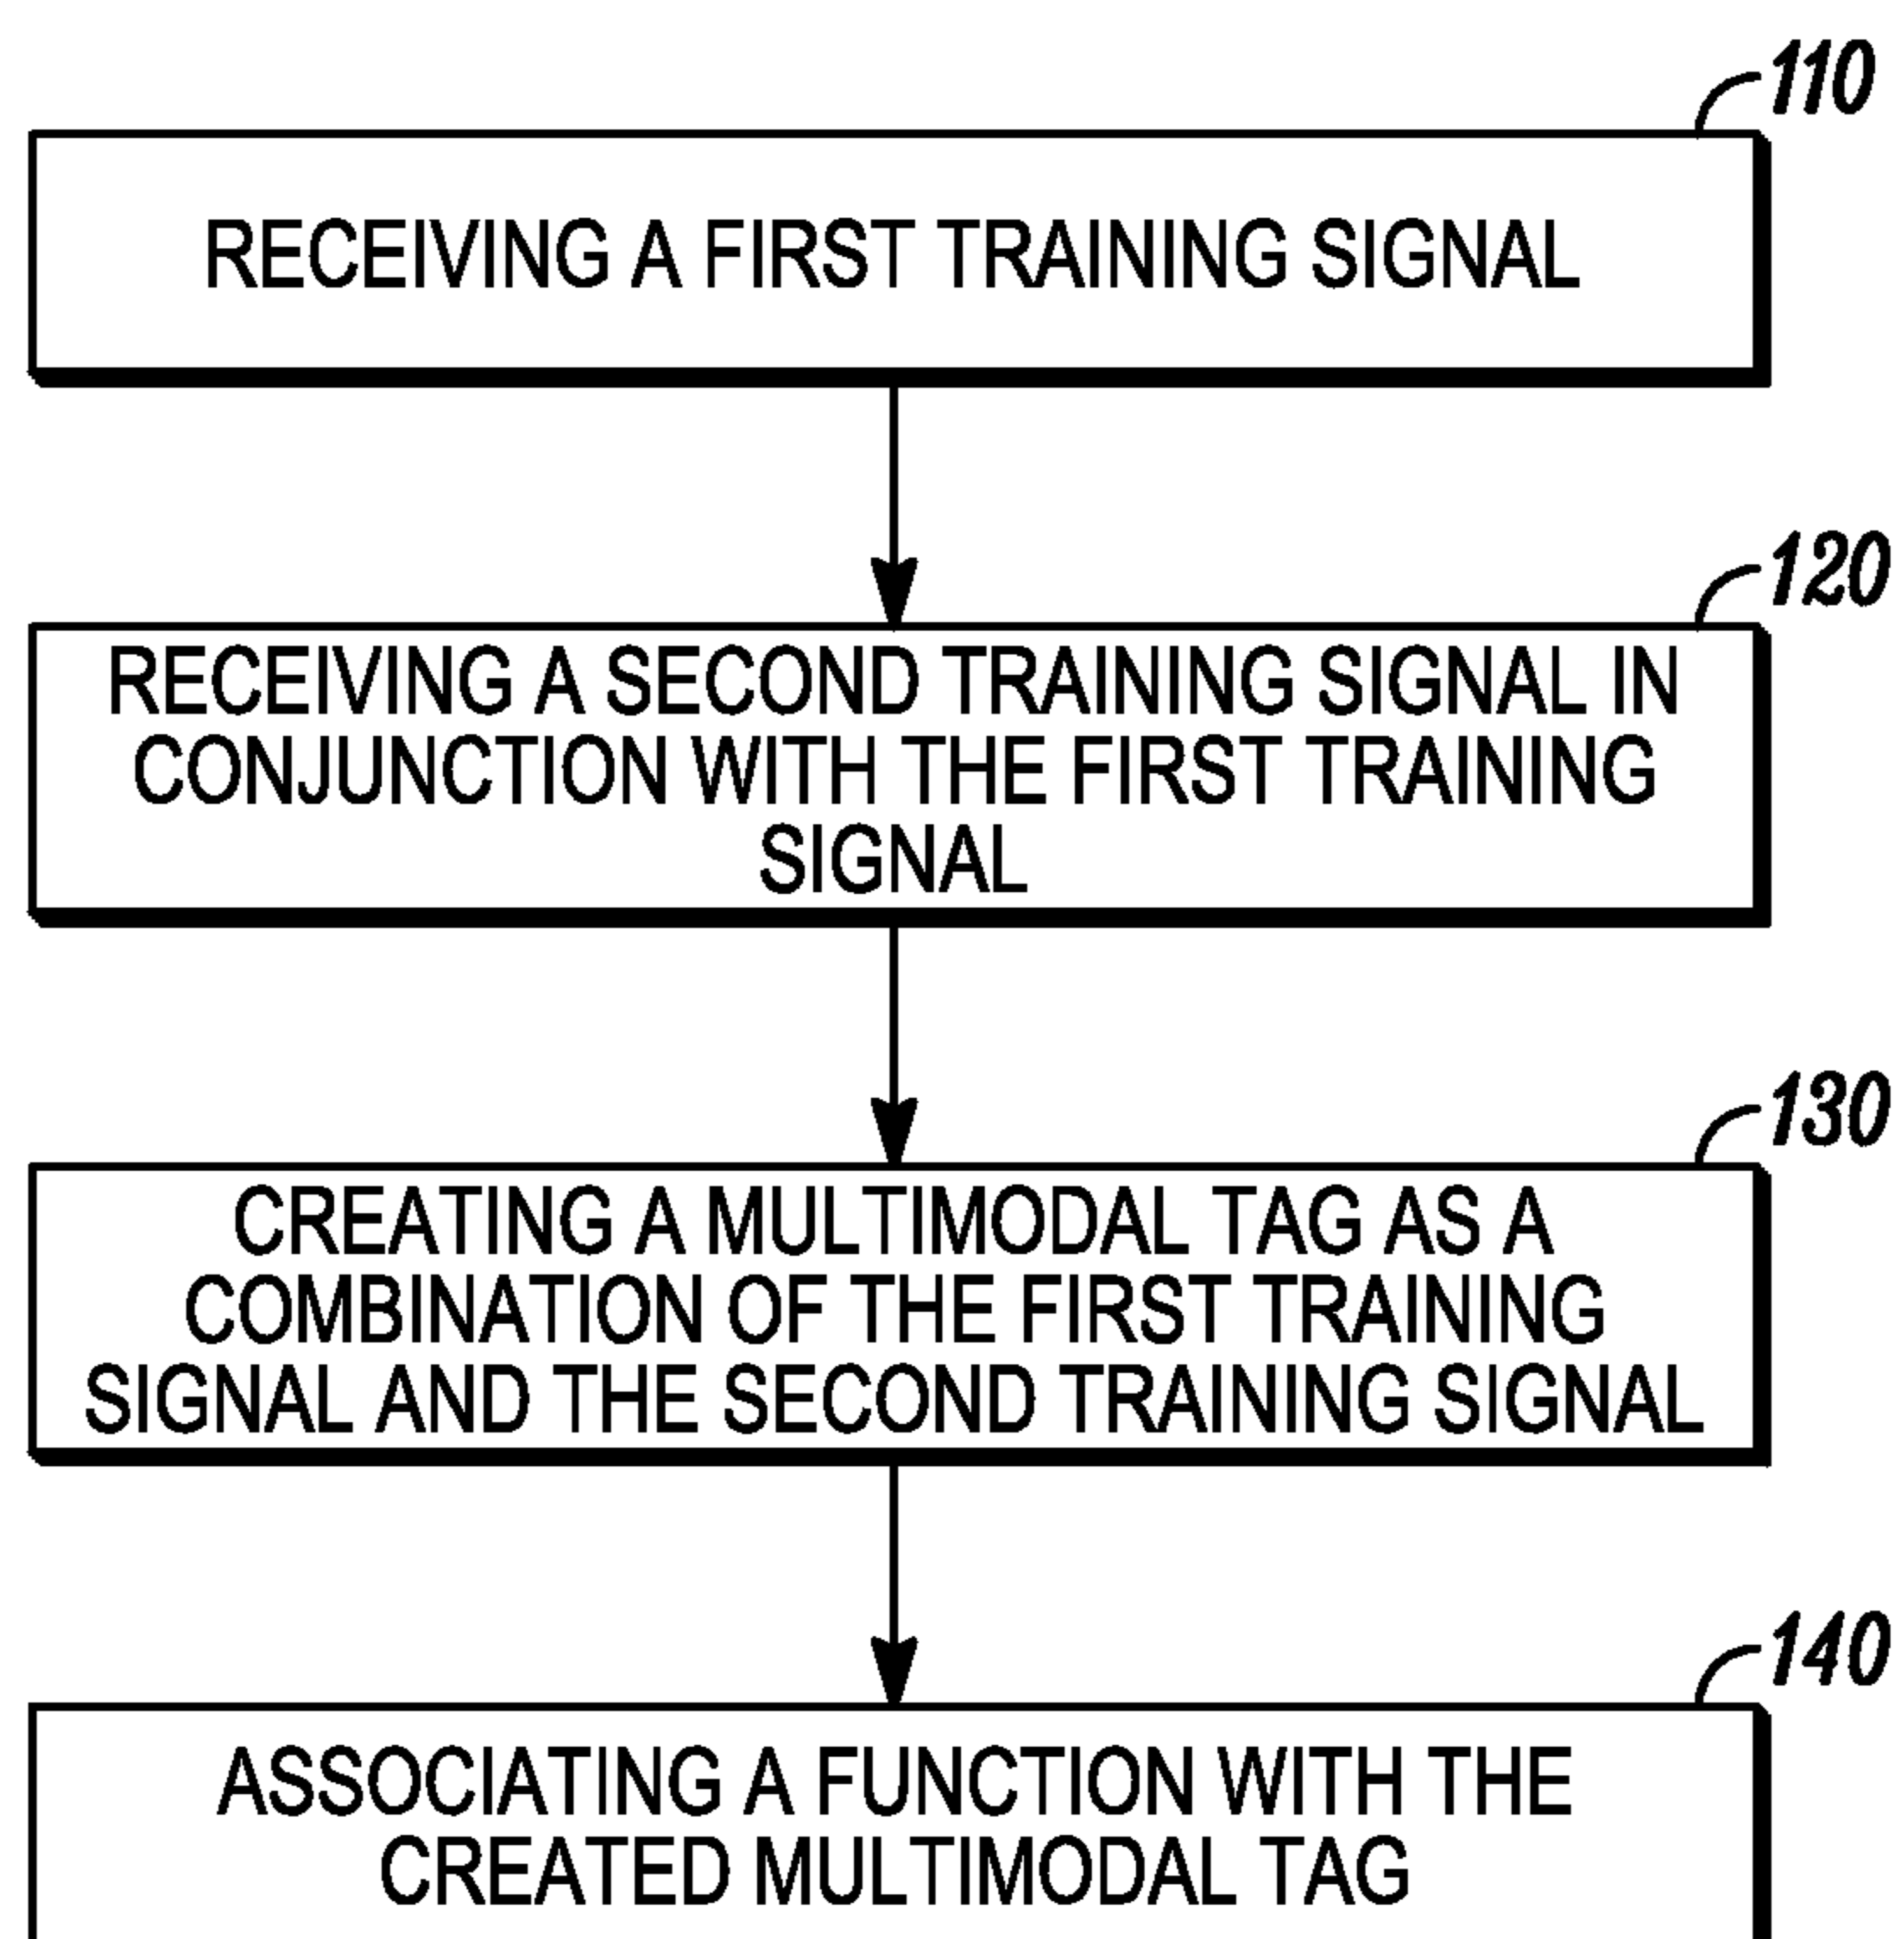 110
RECEIVING A FIRST TRAINING SIGNAL
120
RECEIVING A SECOND TRAINING SIGNAL IN
CONJUNCTION WITH THE FIRST TRAINING
SIGNAL
130
CREATING A MULTIMODAL TAG AS A
COMBINATION OF THE FIRST TRAINING
SIGNAL AND THE SECOND TRAINING SIGNAL
140
ASSOCIATING A FUNCTION WITH THE
CREATED MULTIMODAL TAG